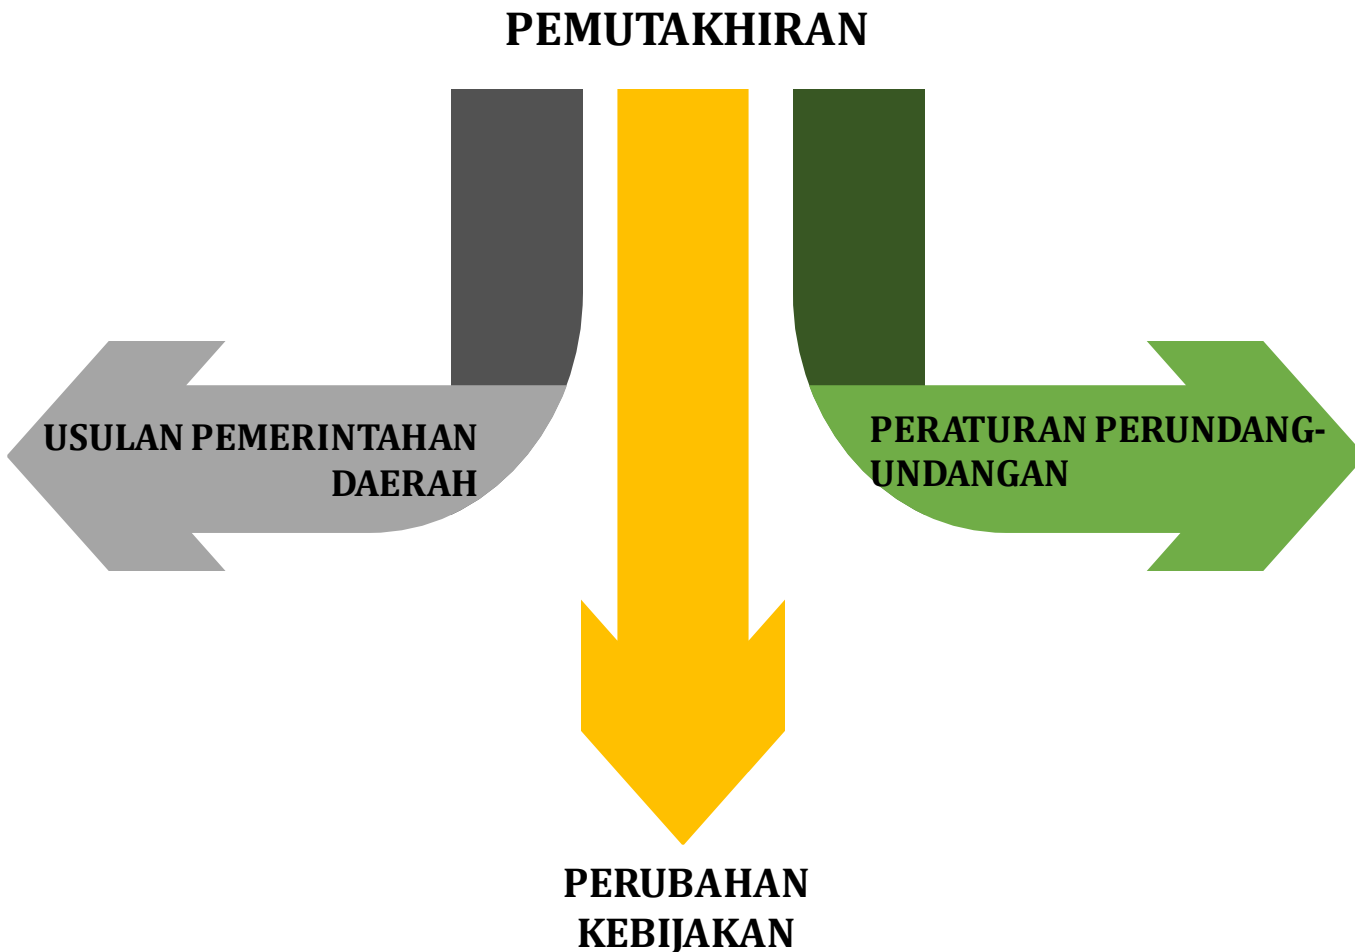 PEMUTAKHIRAN
USULAN PEMERINTAHAN
DAERAH
PERATURAN PERUNDANG-
UNDANGAN
PERUBAHAN
KEBIJAKAN